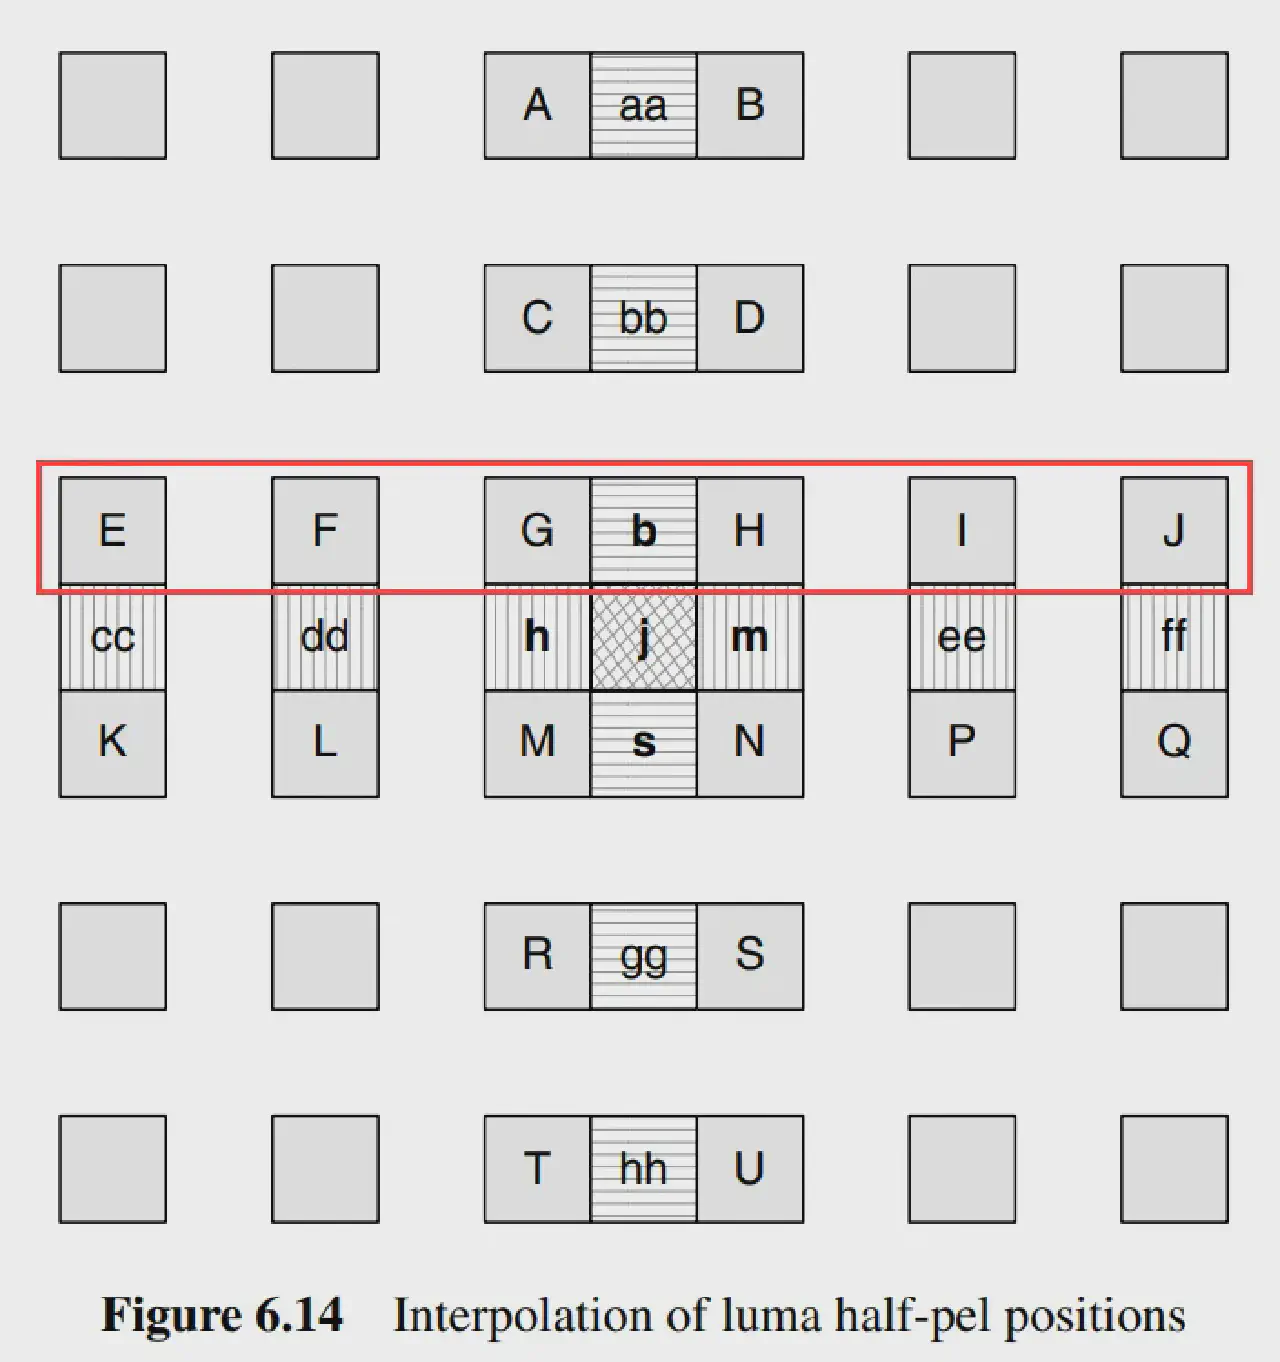 A aa B
C bb D
E F G b H I J
cc dd h j m ee ff
K L M s N P Q
R gg S
T hh U
Figure 6.14 Interpolation of luma half-pel positions